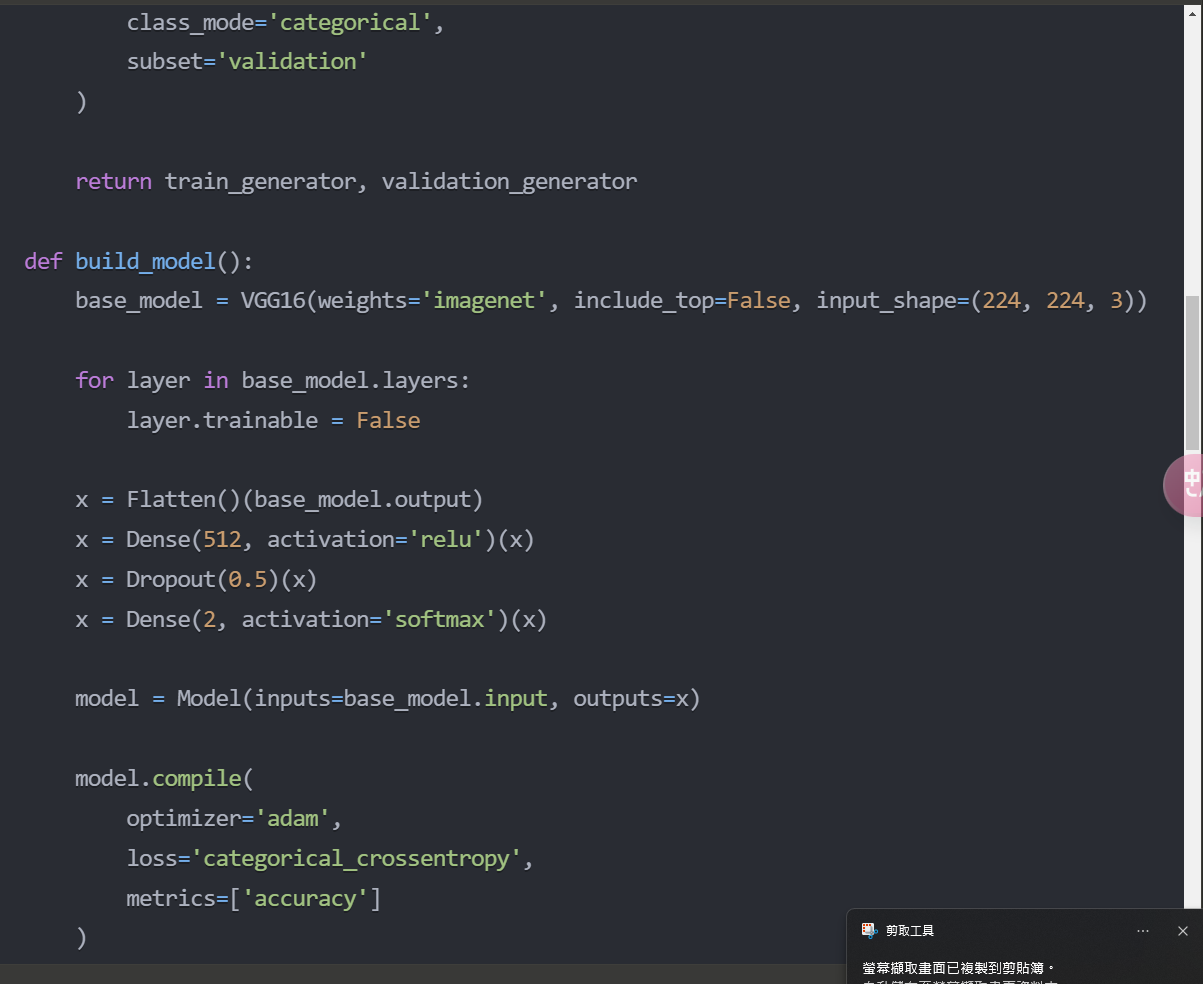 class_mode='categorical',
subset='validation'
)
return train_generator, validation_generator
def build_model():
base_model = VGG16(weights='imagenet', include_top=False, input_shape=(224, 224, 3))
for layer in base_model.layers:
layer.trainable = False
x = Flatten()(base_model.output)
x = Dense(512, activation='relu')(x)
x = Dropout(0.5)(x)
x = Dense(2, activation='softmax')(x)
model = Model(inputs=base_model.input, outputs=x)
model.compile(
optimizer='adam',
loss='categorical_crossentropy',
metrics=['accuracy']
)
剪取工具
螢幕擷取畫面已複製到剪貼簿。